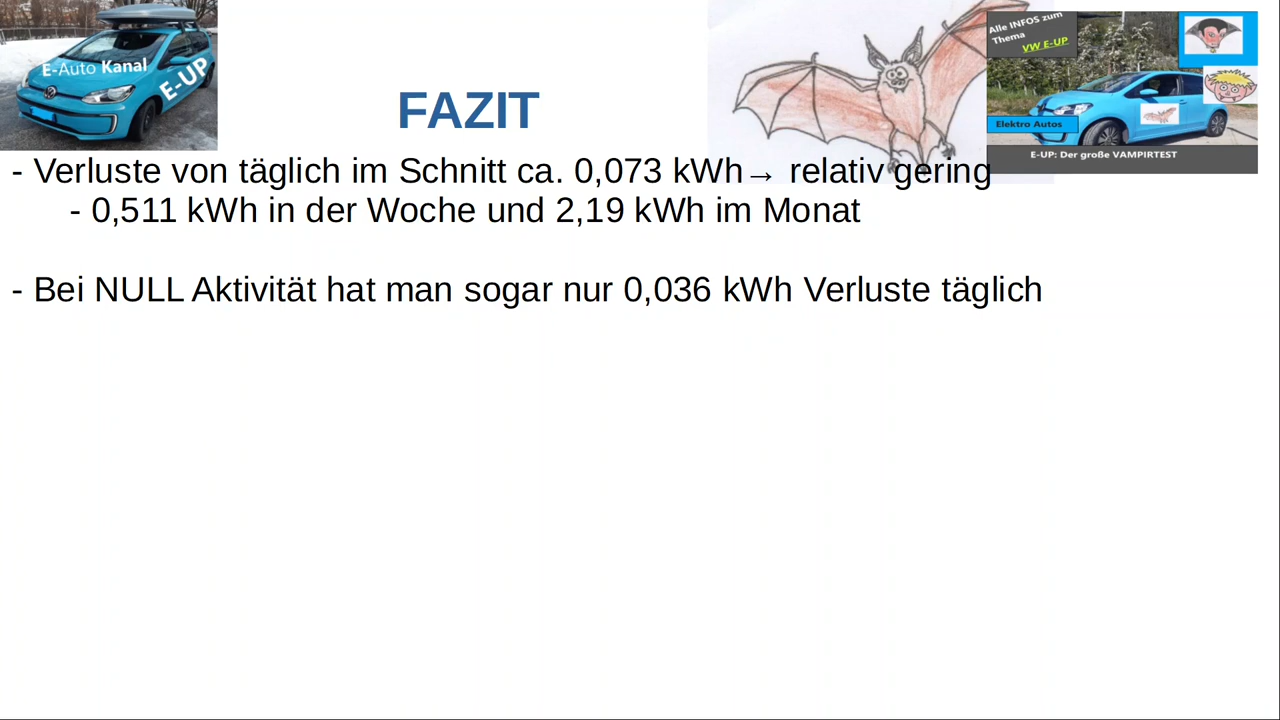 E-Auto Kanal
E-UP
Alle INFOS zum
Thema
VW E-UP
Elektro Autos
E-UP: Der große VAMPIRTEST
FAZIT
- Verluste von täglich im Schnitt ca. 0,073 kWh→ relativ gering
- 0,511 kWh in der Woche und 2,19 kWh im Monat
- Bei NULL Aktivität hat man sogar nur 0,036 kWh Verluste täglich